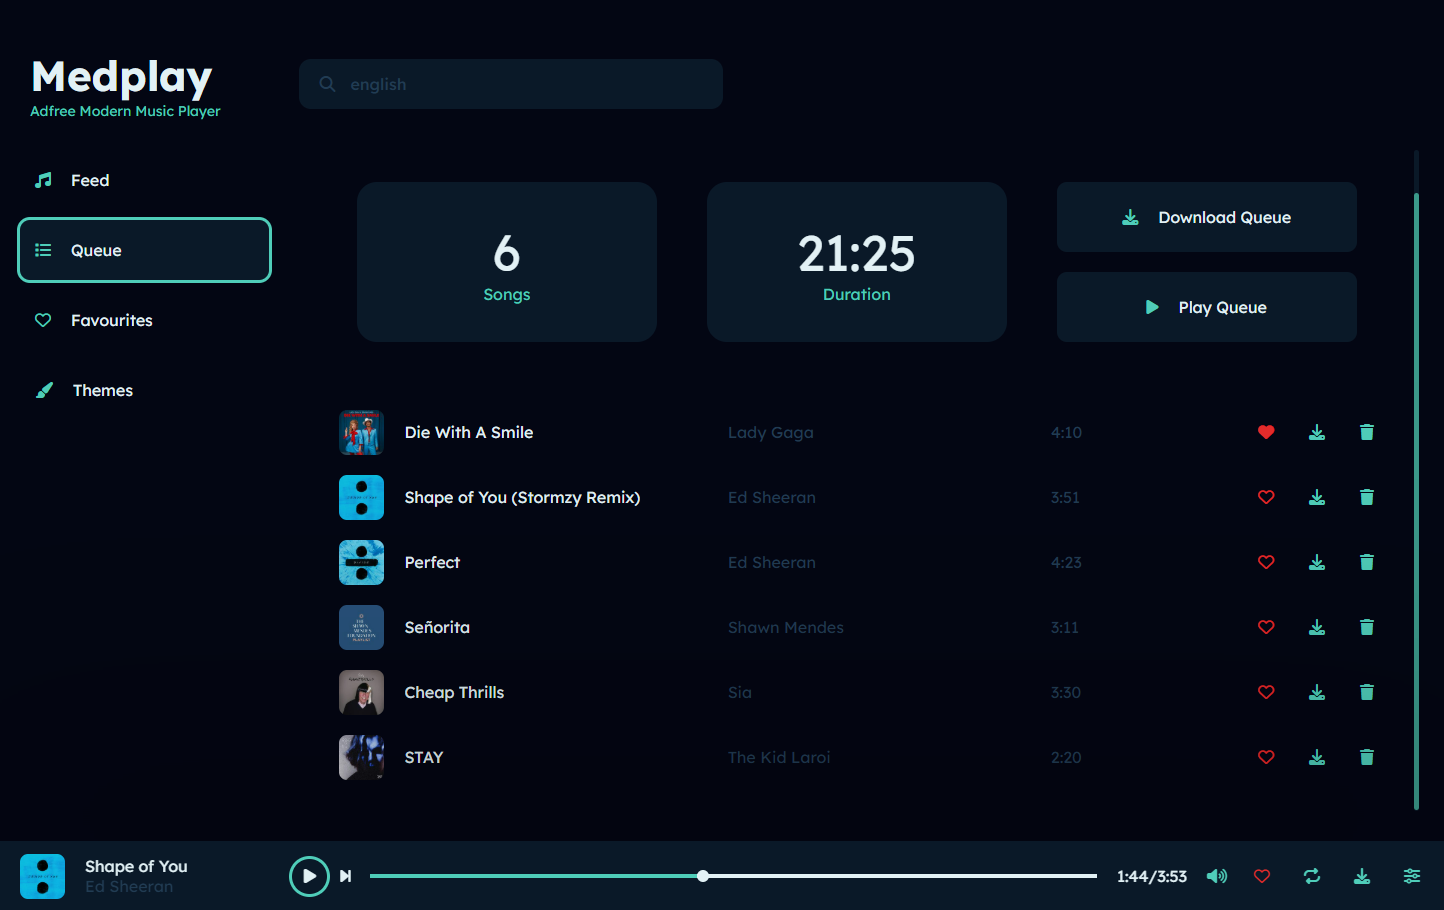 Medplay
Adfree Modern Music Player
english
Feed
Queue
Favourites
Themes
6
Songs
21:25
Duration
Download Queue
Play Queue
Die With A Smile Lady Gaga 4:10
Shape of You (Stormzy Remix) Ed Sheeran 3:51
Perfect Ed Sheeran 4:23
Señorita Shawn Mendes 3:11
Cheap Thrills Sia 3:30
STAY The Kid Laroi 2:20
Shape of You
Ed Sheeran
1:44/3:53